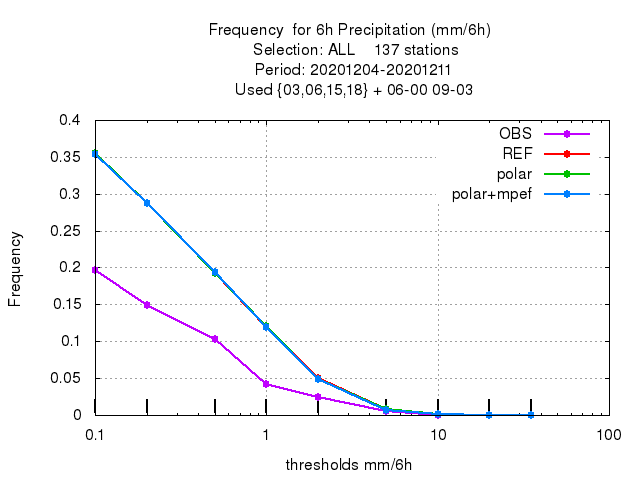 Frequency  for 6h Precipitation (mm/6h)
Selection: ALL    137 stations
Period: 20201204-20201211
Used {03,06,15,18} + 06-00 09-03
Frequency
0.4
0.35
0.3
0.25
0.2
0.15
0.1
0.05
0
OBS
REF
polar
polar+mpef
0.1 1 10 100
thresholds mm/6h